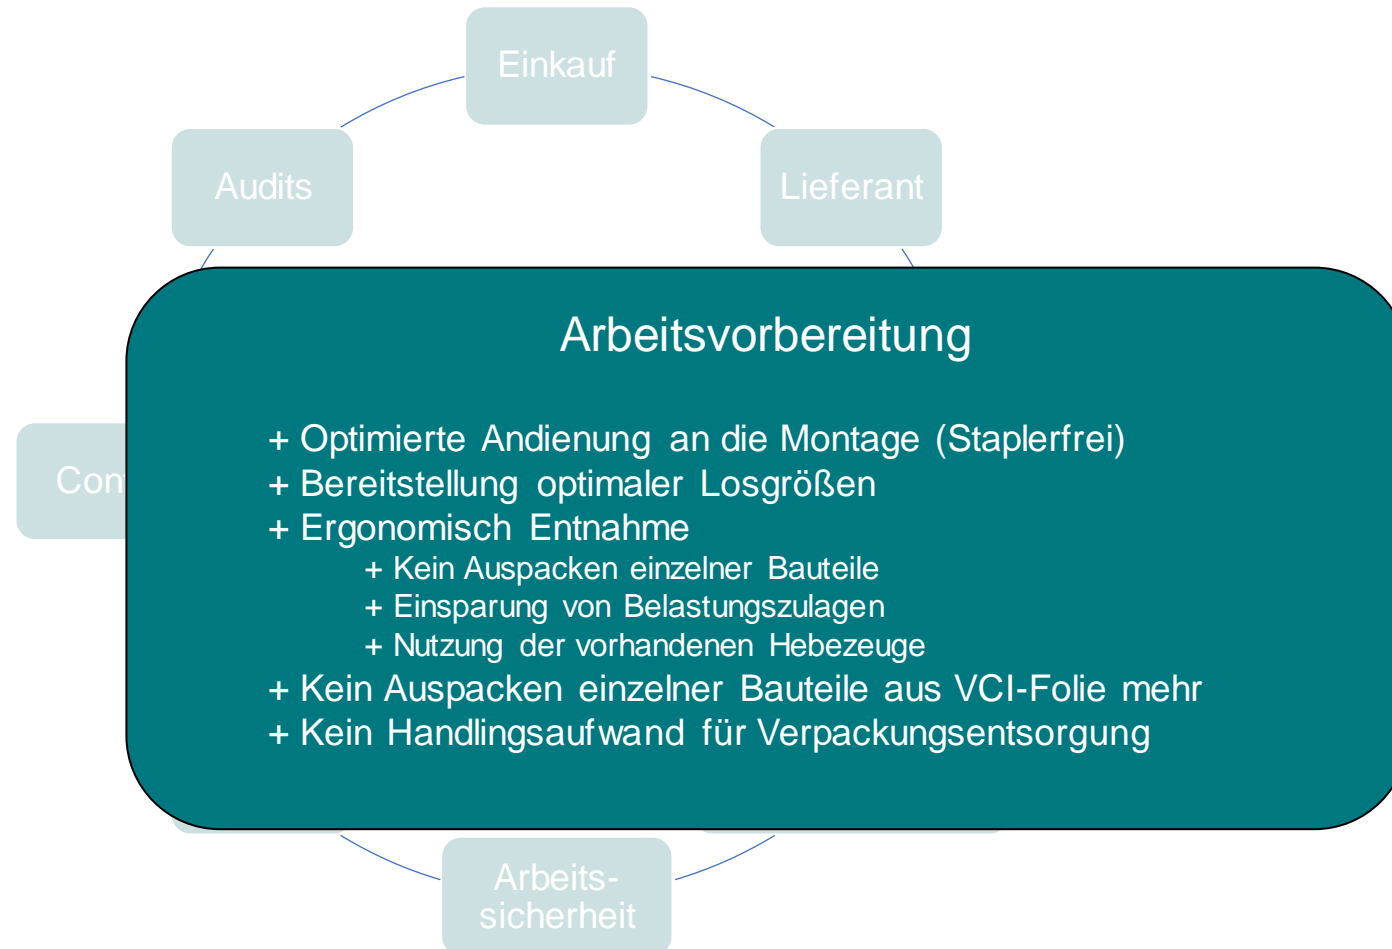 Einkauf
Audits
Lieferant
Arbeitsvorbereitung
+ Optimierte Andienung an die Montage (Staplerfrei)
+ Bereitstellung optimaler Losgrößen
+ Ergonomisch Entnahme
+ Kein Auspacken einzelner Bauteile
+ Einsparung von Belastungszulagen
+ Nutzung der vorhandenen Hebezeuge
+ Kein Auspacken einzelner Bauteile aus VCI-Folie mehr
+ Kein Handlingsaufwand für Verpackungsentsorgung
Arbeits-
sicherheit